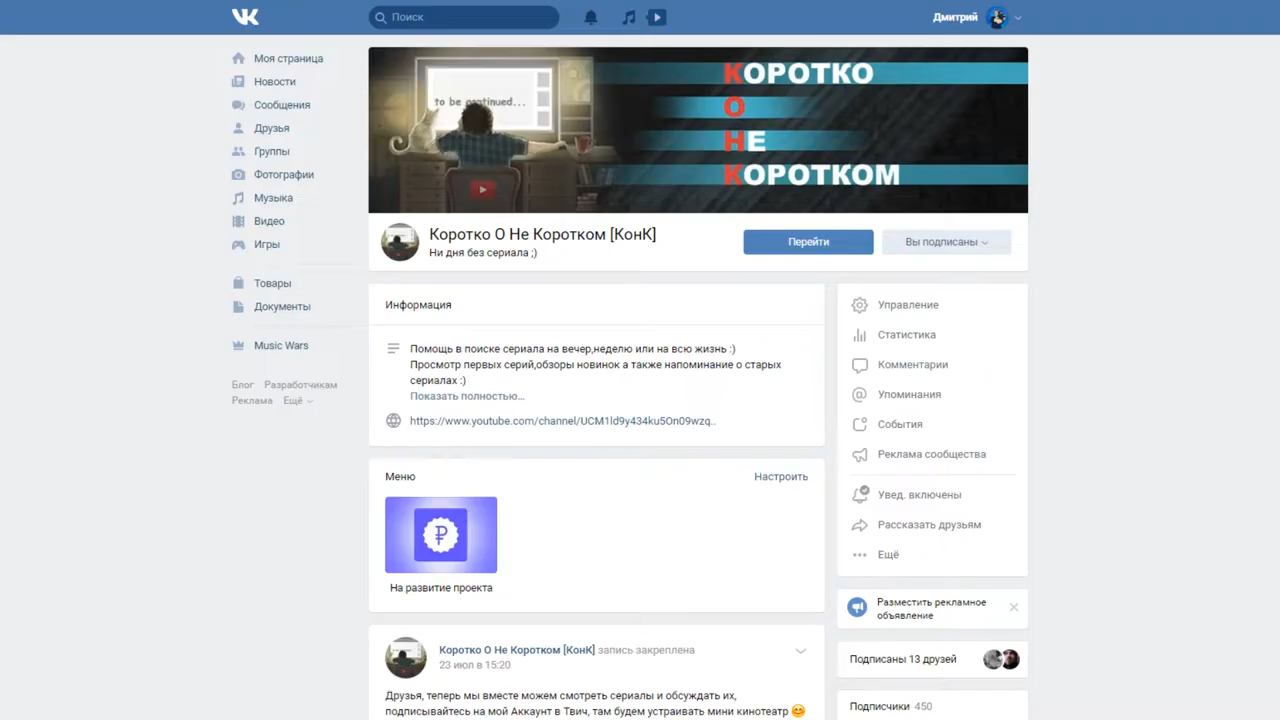 Поиск
Дмитрий
Моя страница
Новости
Сообщения
Друзья
Группы
Фотографии
Музыка
Видео
Игры
Товары
Документы
Music Wars
Блог Разработчикам
Реклама Ещё
to be continued...
КОРОТКО
О
НЕ
КОРОТКОМ
Коротко О Не Коротком [КонК]
Ни дня без сериала ;)
Перейти
Вы подписаны
Информация
Помощь в поиске сериала на вечер,неделю или на всю жизнь :)
Просмотр первых серий,обзоры новинок а также напоминание о старых
сериалах :)
Показать полностью...
https://www.youtube.com/channel/UCM1ld9y434ku5On09wzq..
Меню
Настроить
На развитие проекта
Коротко О Не Коротком [КонК] запись закреплена
23 июл в 15:20
Друзья, теперь мы вместе можем смотреть сериалы и обсуждать их,
подписывайтесь на мой Аккаунт в Твич, там будем устраивать мини кинотеатр 😊
Управление
Статистика
Комментарии
Упоминания
События
Реклама сообщества
Увед. включены
Рассказать друзьям
Ещё
Разместить рекламное
объявление
Подписаны 13 друзей
Подписчики 450